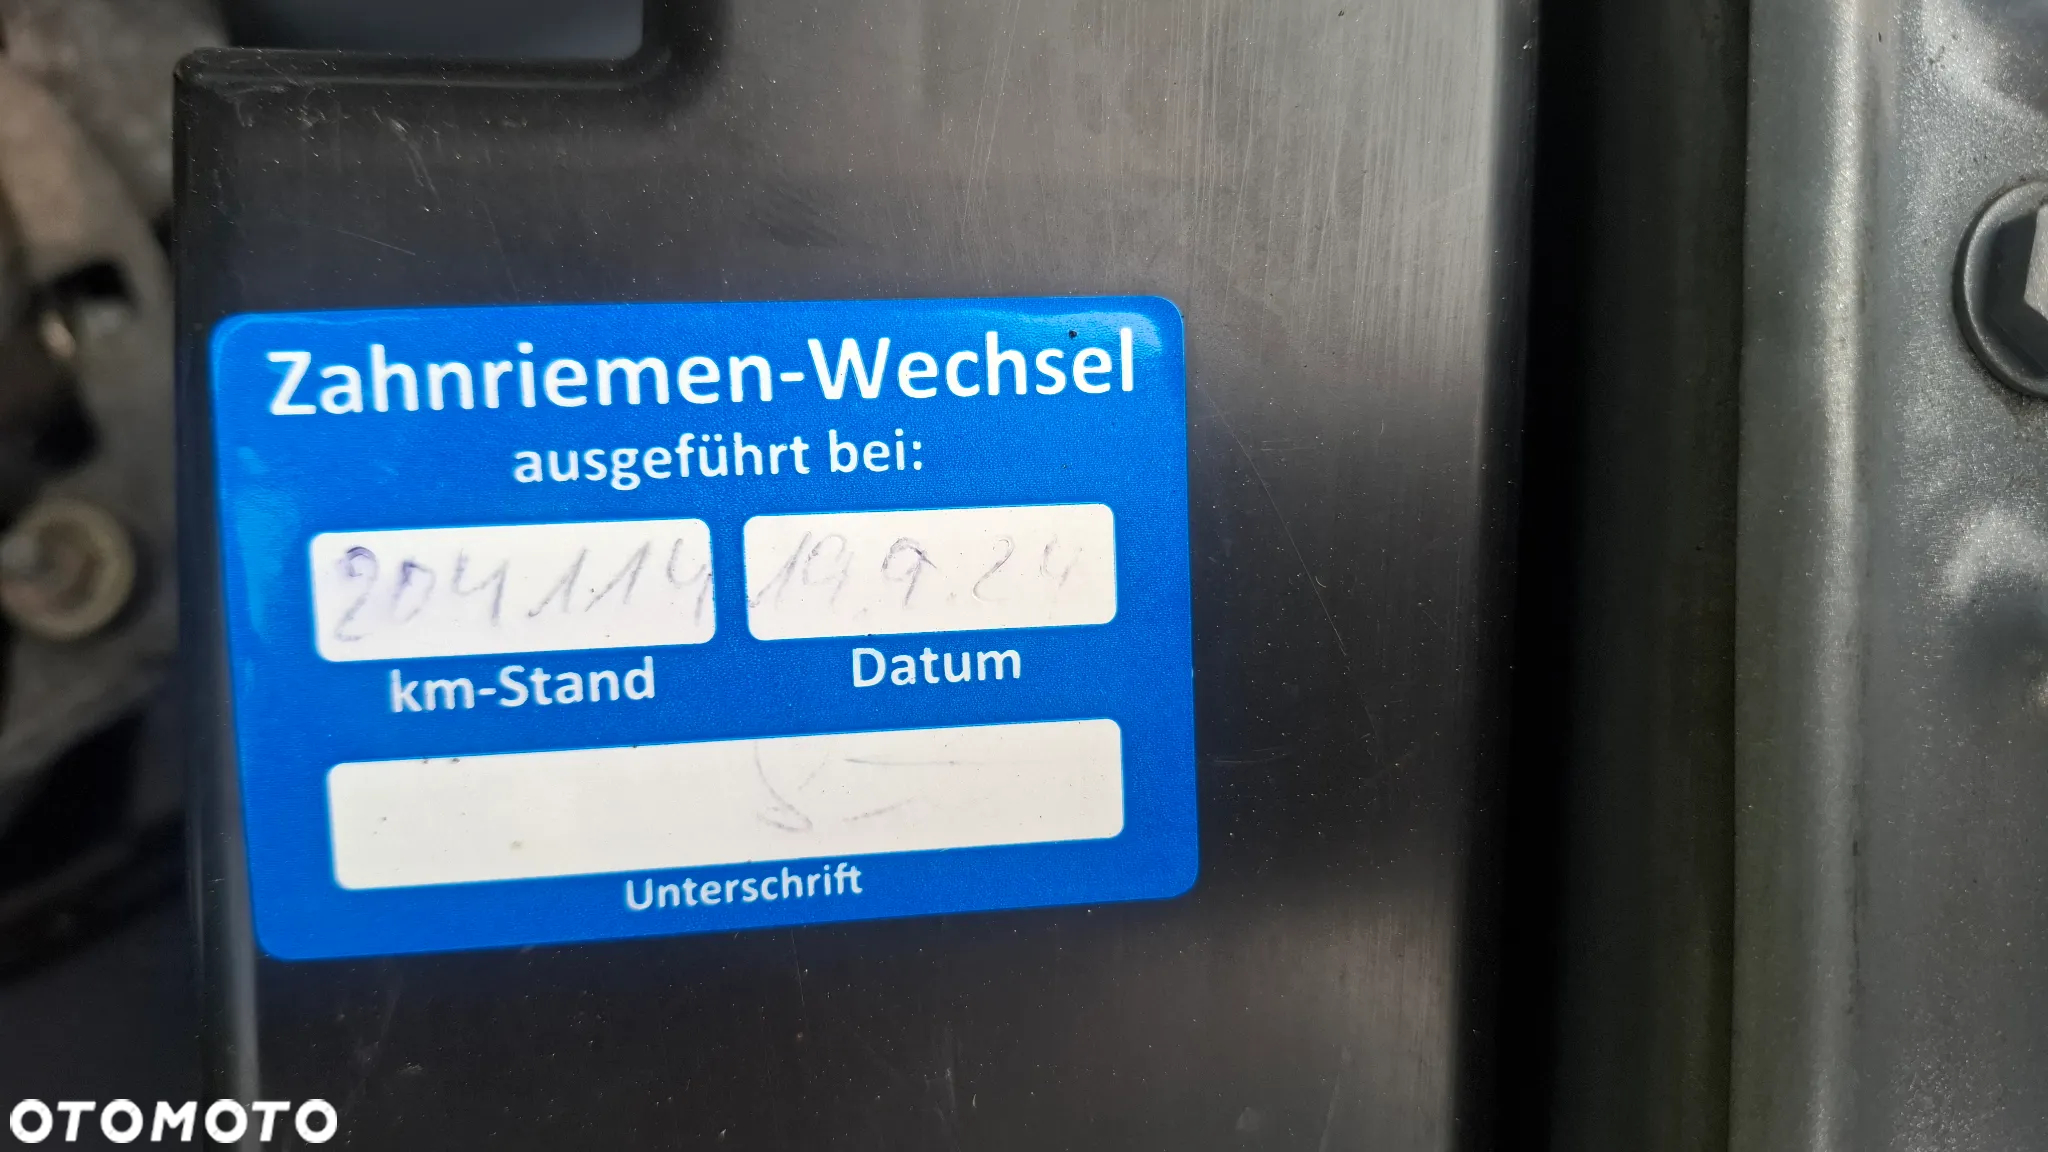 Zahnriemen-Wechsel
ausgeführt bei:
204114 19.9.24
km-Stand Datum
Unterschrift
OTOMOTO